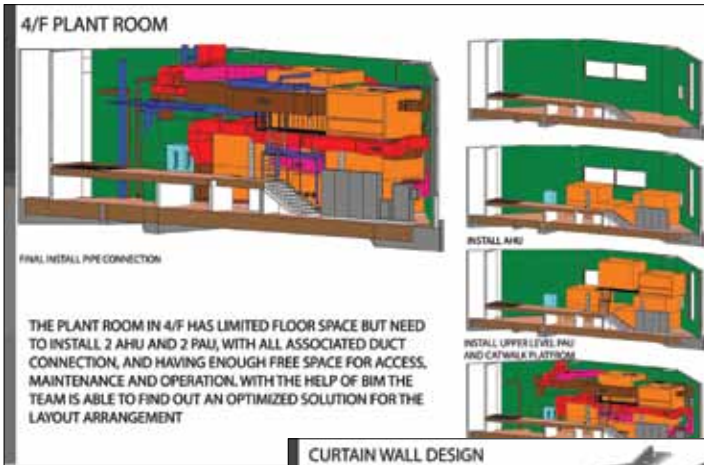 4/F PLANT ROOM
FINAL INSTALL PIPE CONNECTION
INSTALL AHU
INSTALL UPPER LEVEL PAU
AND CATWALK PLATFROM
THE PLANT ROOM IN 4/F HAS LIMITED FLOOR SPACE BUT NEED
TO INSTALL 2 AHU AND 2 PAU, WITH ALL ASSOCIATED DUCT
CONNECTION, AND HAVING ENOUGH FREE SPACE FOR ACCESS,
MAINTENANCE AND OPERATION. WITH THE HELP OF BIM THE
TEAM IS ABLE TO FIND OUT AN OPTIMIZED SOLUTION FOR THE
LAYOUT ARRANGEMENT
CURTAIN WALL DESIGN